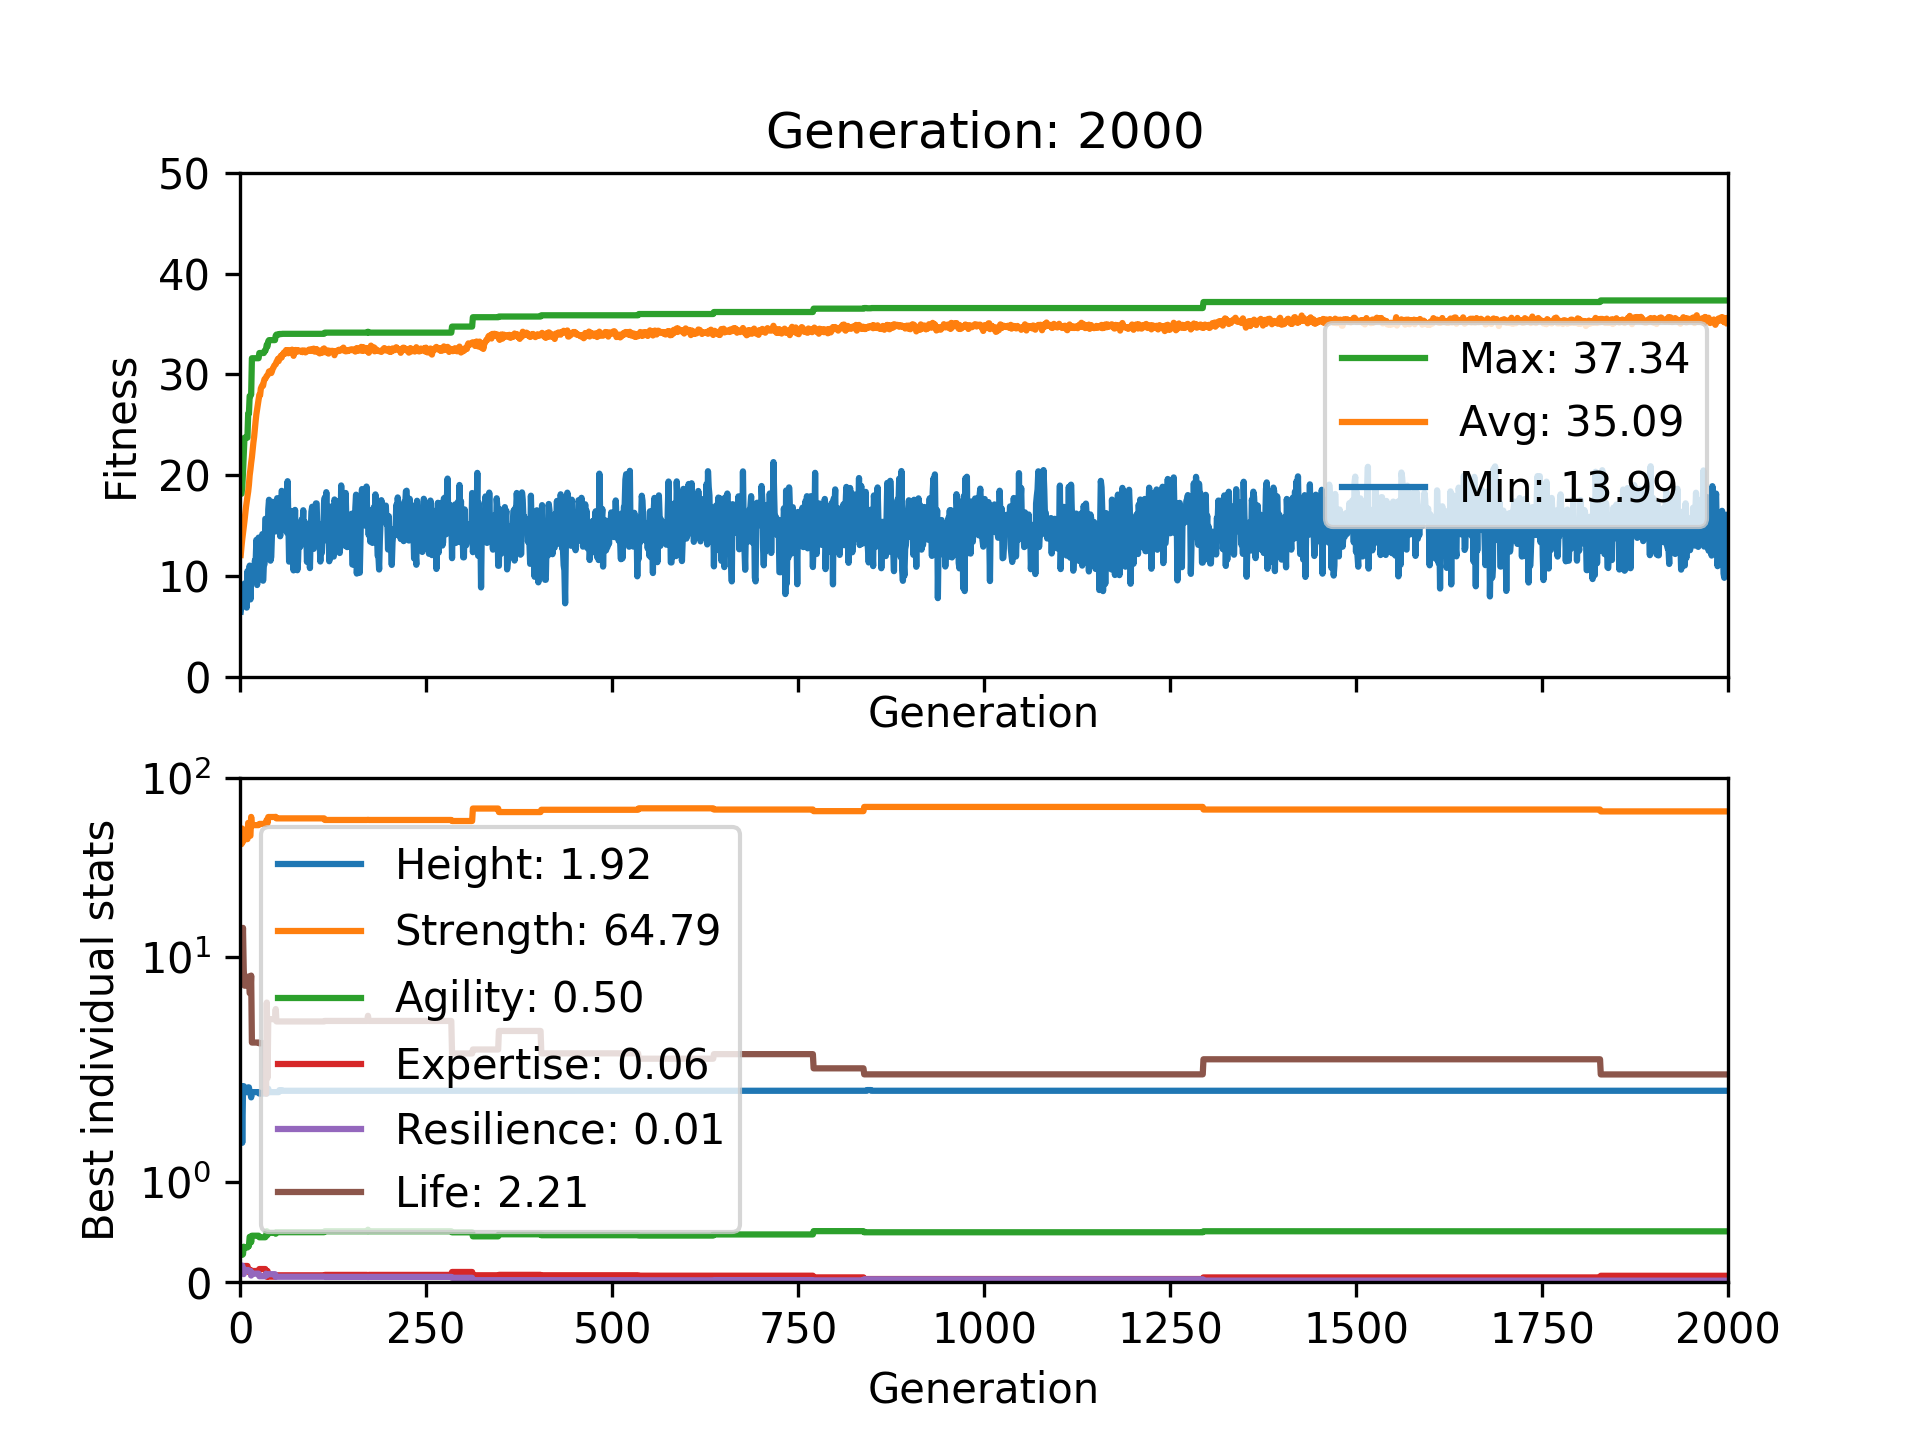 Generation: 2000
50
40
30
20
10
0
Fitness
Max: 37.34
Avg: 35.09
Min: 13.99
Generation
10²
10¹
10⁰
0
Best individual stats
Height: 1.92
Strength: 64.79
Agility: 0.50
Expertise: 0.06
Resilience: 0.01
Life: 2.21
0 250 500 750 1000 1250 1500 1750 2000
Generation